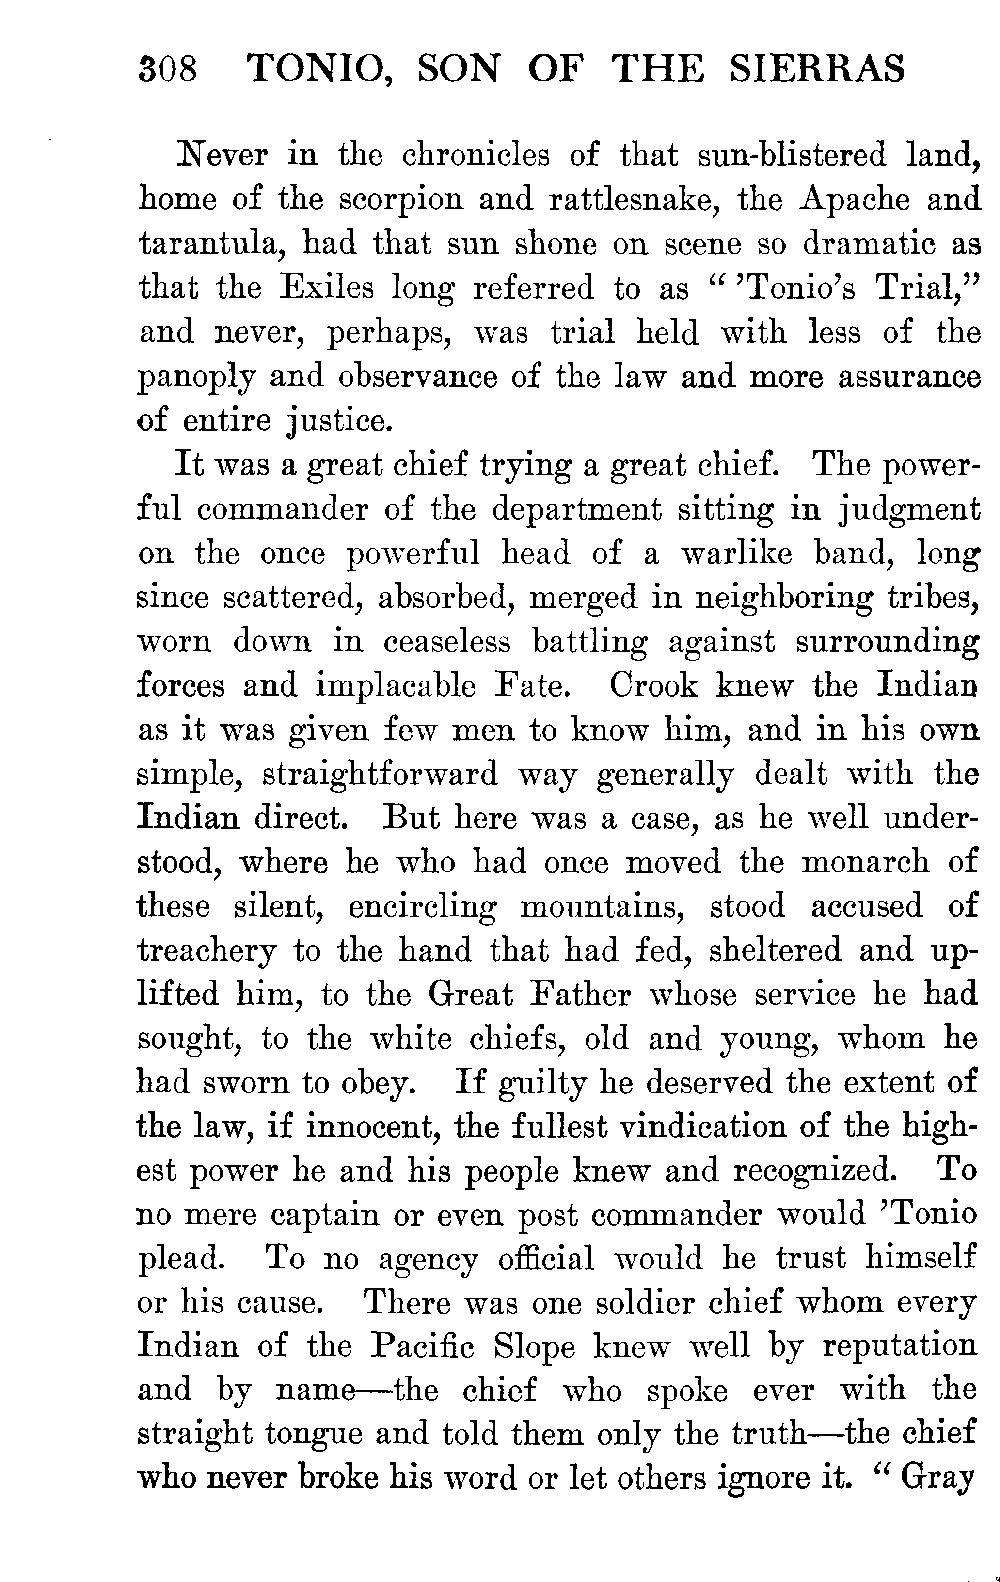 308 TONIO, SON OF THE SIERRAS
Never in the chronicles of that sun-blistered land,
home of the scorpion and rattlesnake, the Apache and
tarantula, had that sun shone on scene so dramatic as
that the Exiles long referred to as “ ’Tonio’s Trial,”
and never, perhaps, was trial held with less of the
panoply and observance of the law and more assurance
of entire justice.
It was a great chief trying a great chief. The power-
ful commander of the department sitting in judgment
on the once powerful head of a warlike band, long
since scattered, absorbed, merged in neighboring tribes,
worn down in ceaseless battling against surrounding
forces and implacable Fate. Crook knew the Indian
as it was given few men to know him, and in his own
simple, straightforward way generally dealt with the
Indian direct. But here was a case, as he well under-
stood, where he who had once moved the monarch of
these silent, encircling mountains, stood accused of
treachery to the hand that had fed, sheltered and up-
lifted him, to the Great Father whose service he had
sought, to the white chiefs, old and young, whom he
had sworn to obey. If guilty he deserved the extent of
the law, if innocent, the fullest vindication of the high-
est power he and his people knew and recognized. To
no mere captain or even post commander would ’Tonio
plead. To no agency official would he trust himself
or his cause. There was one soldier chief whom every
Indian of the Pacific Slope knew well by reputation
and by name—the chief who spoke ever with the
straight tongue and told them only the truth—the chief
who never broke his word or let others ignore it. “ Gray